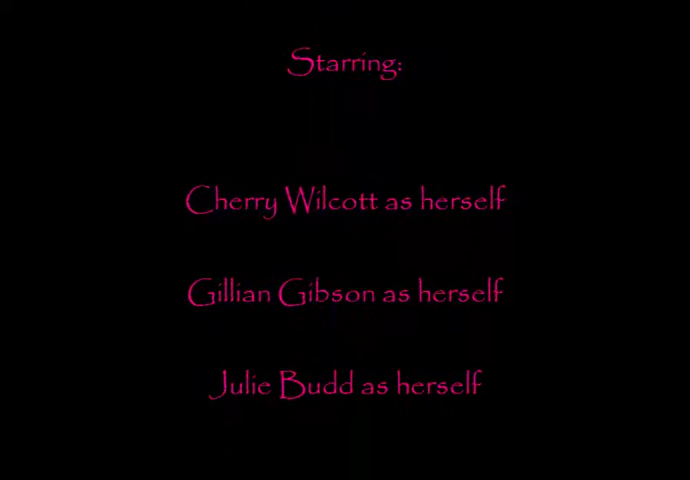 Starring:
Cherry Wilcott as herself
Gillian Gibson as herself
Julie Budd as herself